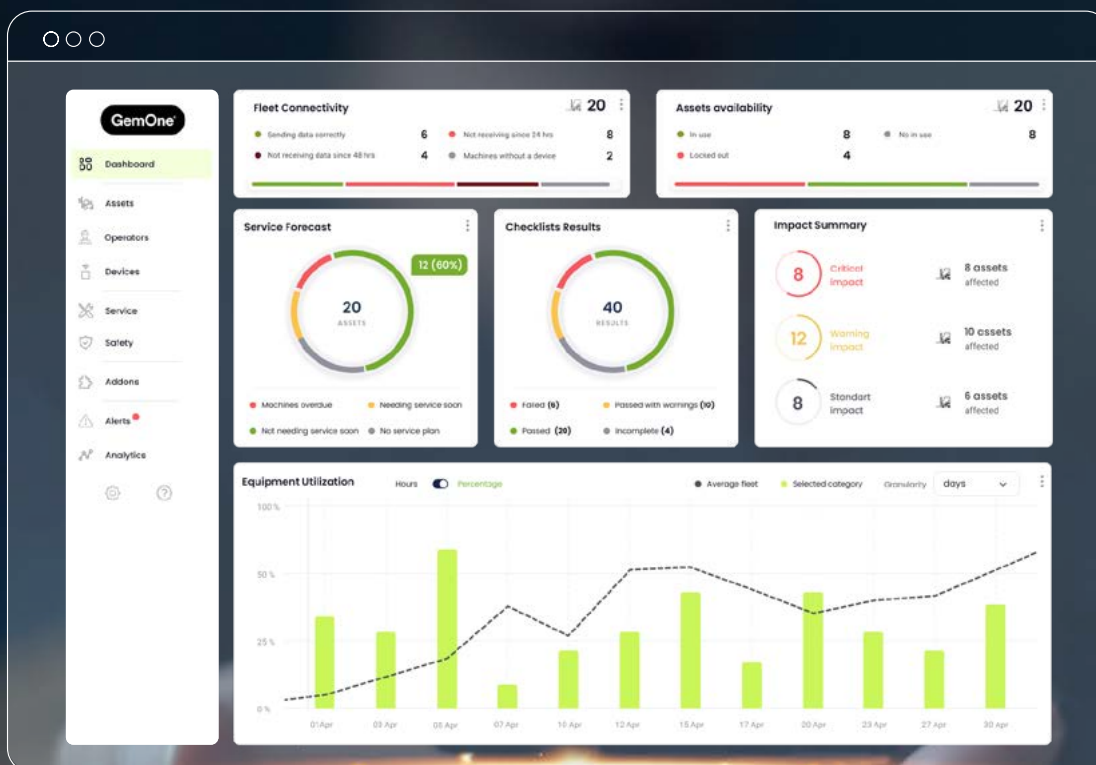 GemOne
Dashboard
Assets
Operators
Devices
Service
Safety
Addons
Alerts
Analytics
Fleet Connectivity 20
Sending data correctly 6 Not receiving since 24 hrs 8
Not receiving data since 48 hrs 4 Machines without a device 2
Assets availability 20
In use 8 No in use 8
Locked out 4
Service Forecast
12 (60%)
20
ASSETS
Machines overdue Needing service soon
Not needing service soon No service plan
Checklists Results
40
RESULTS
Failed (6) Passed with warnings (10)
Passed (20) Incomplete (4)
Impact Summary
8 Critical impact 8 assets affected
12 Warning impact 10 assets affected
8 Standart impact 6 assets affected
Equipment Utilization Hours Percentage Average fleet Selected category Granularity days
100 %
50 %
25 %
0 %
01 Apr 03 Apr 05 Apr 07 Apr 10 Apr 12 Apr 15 Apr 17 Apr 20 Apr 23 Apr 27 Apr 30 Apr